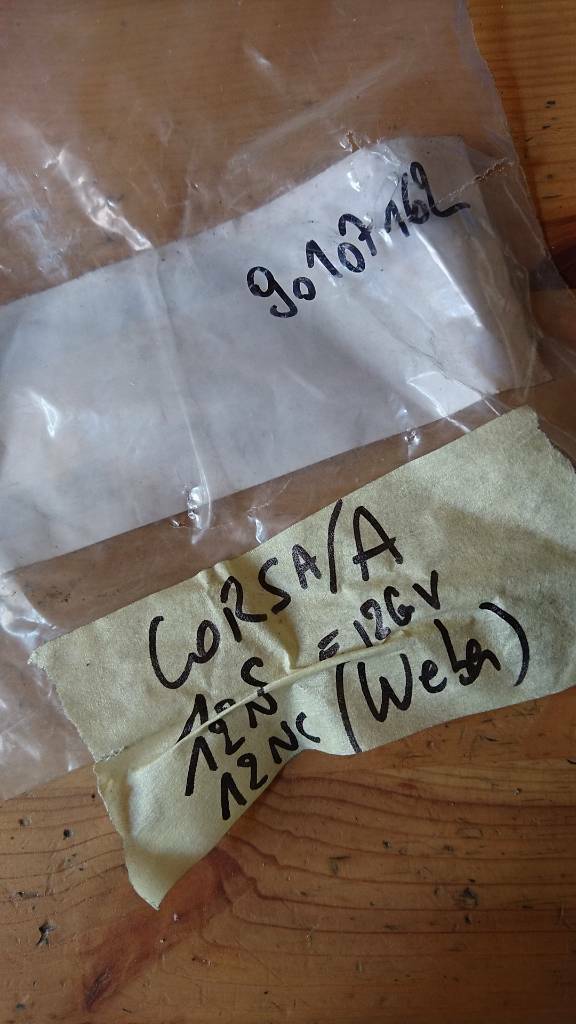 90107162
CORSA/A
12S = 12GV
12NC (Weber)
12N